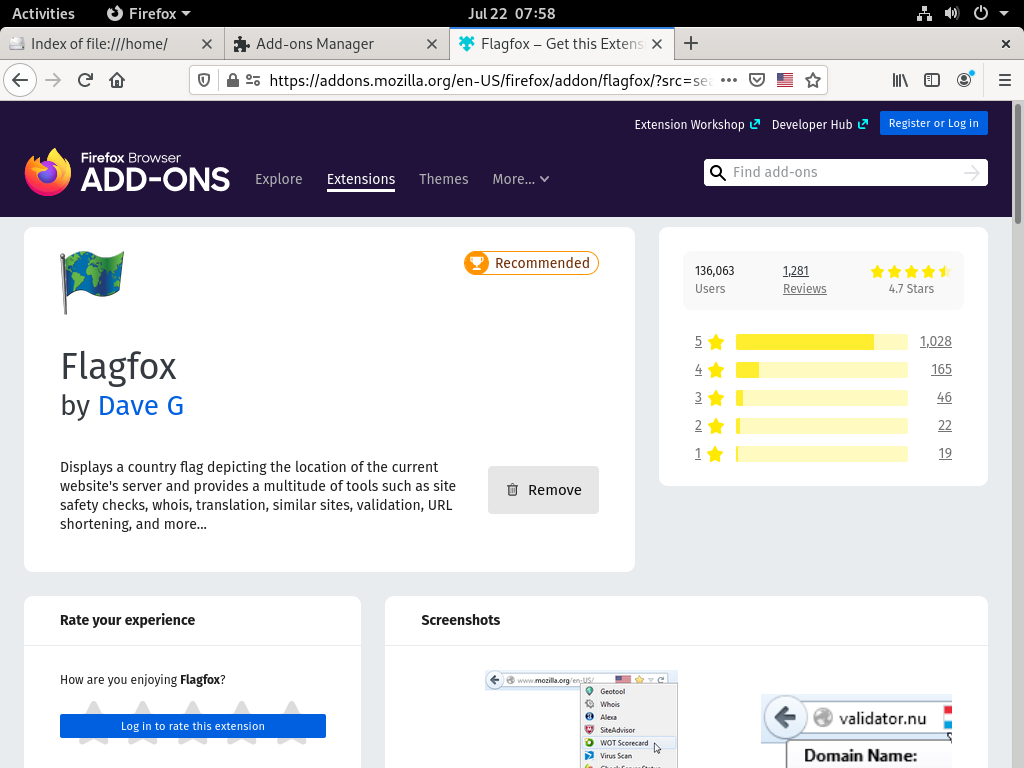 Activities Firefox Jul 22 07:58
Index of file:///home/ Add-ons Manager Flagfox – Get this Extens
https://addons.mozilla.org/en-US/firefox/addon/flagfox/?src=sea
Extension Workshop Developer Hub Register or Log in
Firefox Browser
ADD-ONS
Explore Extensions Themes More...
Find add-ons
Recommended
Flagfox
by Dave G
Displays a country flag depicting the location of the current
website's server and provides a multitude of tools such as site
safety checks, whois, translation, similar sites, validation, URL
shortening, and more...
Remove
136,063 1,281
Users Reviews 4.7 Stars
5 1,028
4 165
3 46
2 22
1 19
Rate your experience
How are you enjoying Flagfox?
Log in to rate this extension
Screenshots
www.mozilla.org/en-US/
Geotool
Whois
Alexa
SiteAdvisor
WOT Scorecard
Virus Scan
validator.nu
Domain Name: